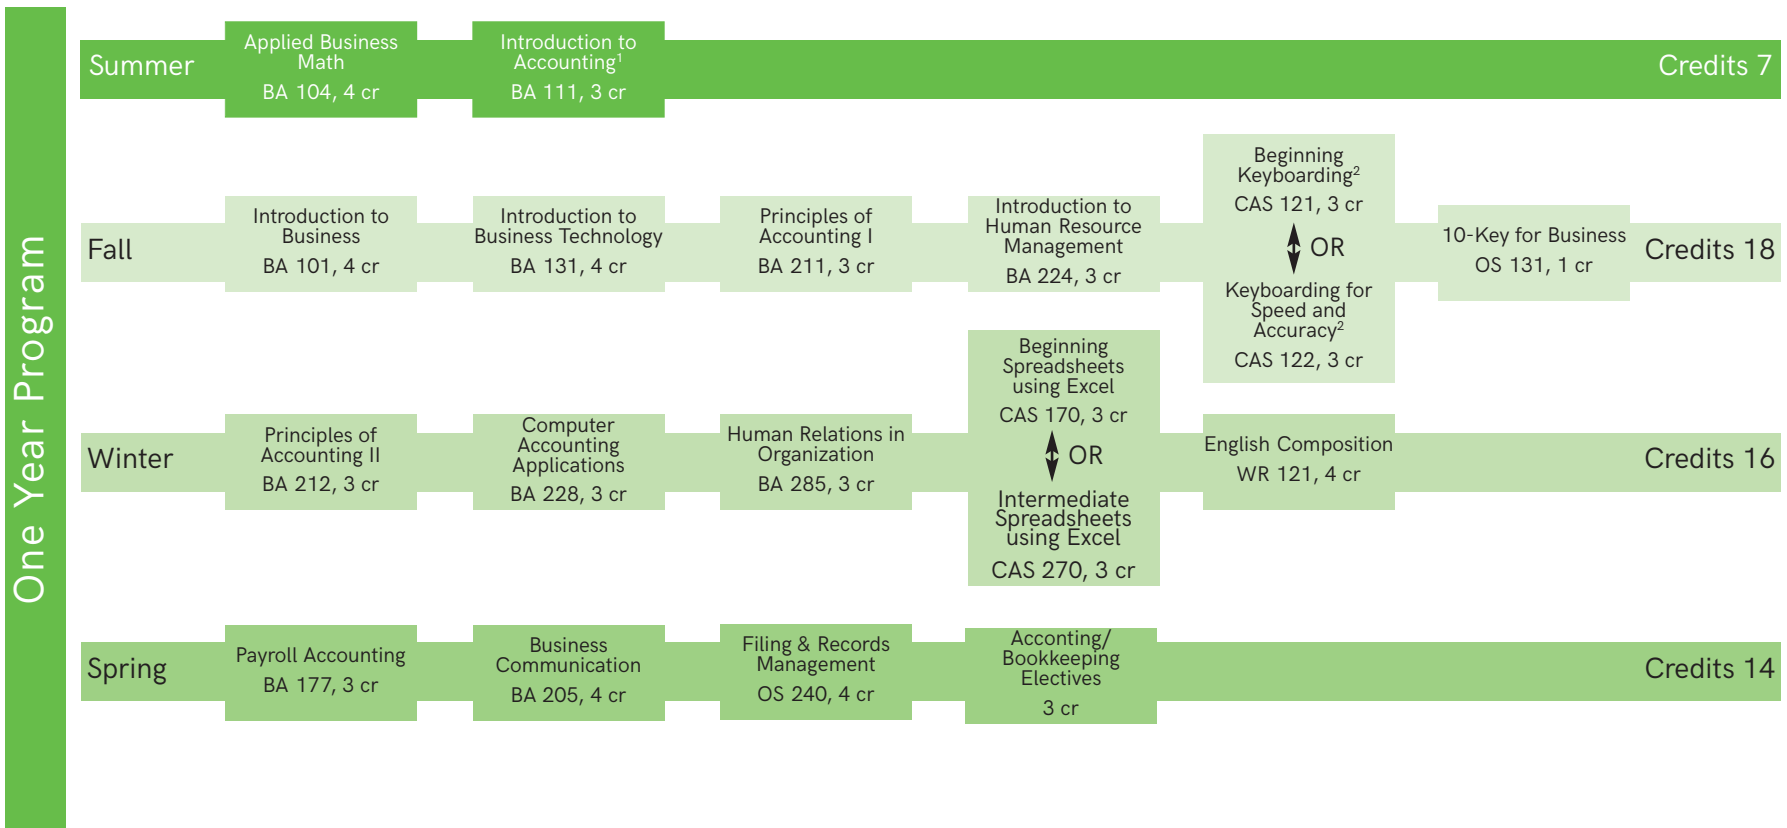 One Year Program
Summer
Applied Business
Math
BA 104, 4 cr
Introduction to
Accounting¹
BA 111, 3 cr
Credits 7
Fall
Introduction to
Business
BA 101, 4 cr
Introduction to
Business Technology
BA 131, 4 cr
Principles of
Accounting I
BA 211, 3 cr
Introduction to
Human Resource
Management
BA 224, 3 cr
Beginning
Keyboarding²
CAS 121, 3 cr
OR
Keyboarding for
Speed and
Accuracy²
CAS 122, 3 cr
10-Key for Business
OS 131, 1 cr
Credits 18
Winter
Principles of
Accounting II
BA 212, 3 cr
Computer
Accounting
Applications
BA 228, 3 cr
Human Relations in
Organization
BA 285, 3 cr
Beginning
Spreadsheets
using Excel
CAS 170, 3 cr
OR
Intermediate
Spreadsheets
using Excel
CAS 270, 3 cr
English Composition
WR 121, 4 cr
Credits 16
Spring
Payroll Accounting
BA 177, 3 cr
Business
Communication
BA 205, 4 cr
Filing & Records
Management
OS 240, 4 cr
Acconting/
Bookkeeping
Electives
3 cr
Credits 14